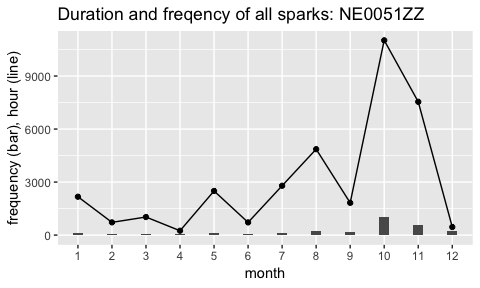 Duration and freqency of all sparks: NE0051ZZ
frequency (bar), hour (line)
9000
6000
3000
0
1 2 3 4 5 6 7 8 9 10 11 12
month